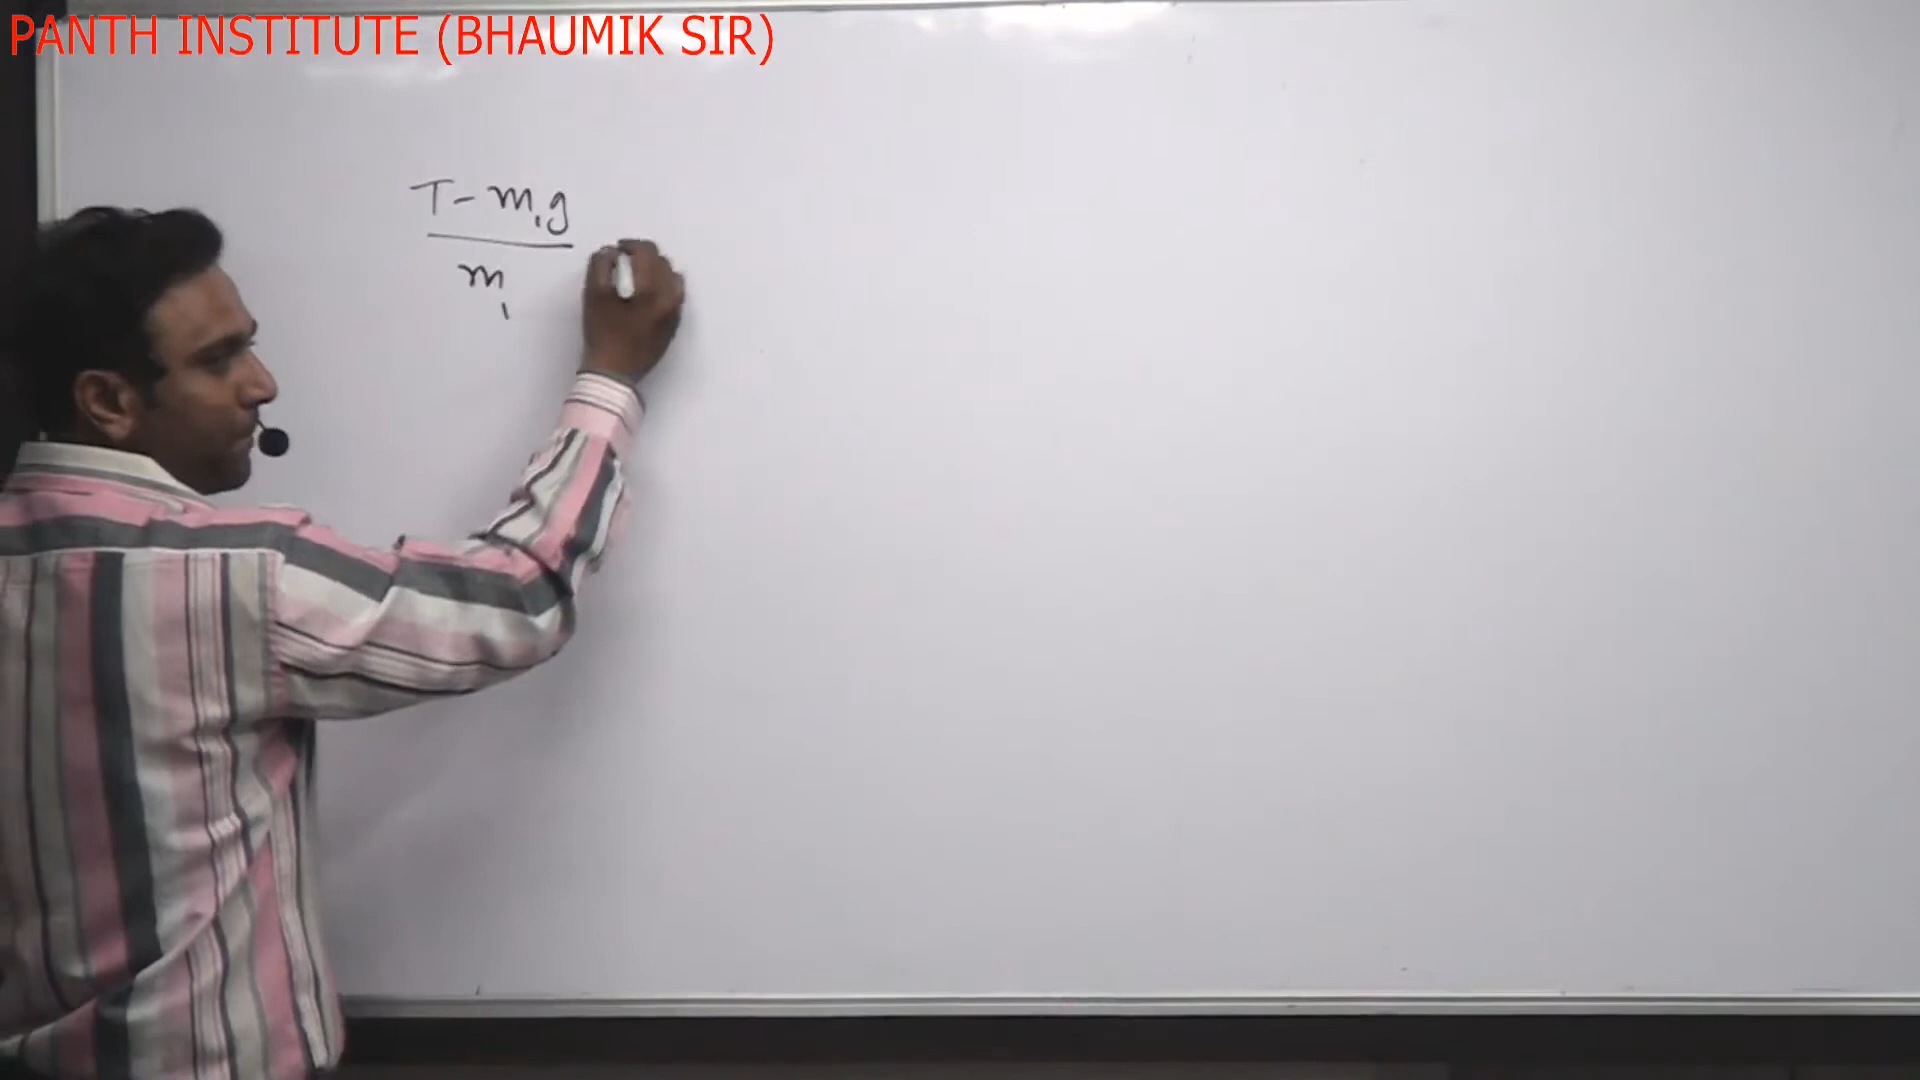 PANTH INSTITUTE (BHAUMIK SIR)
T - m₁g
m₁